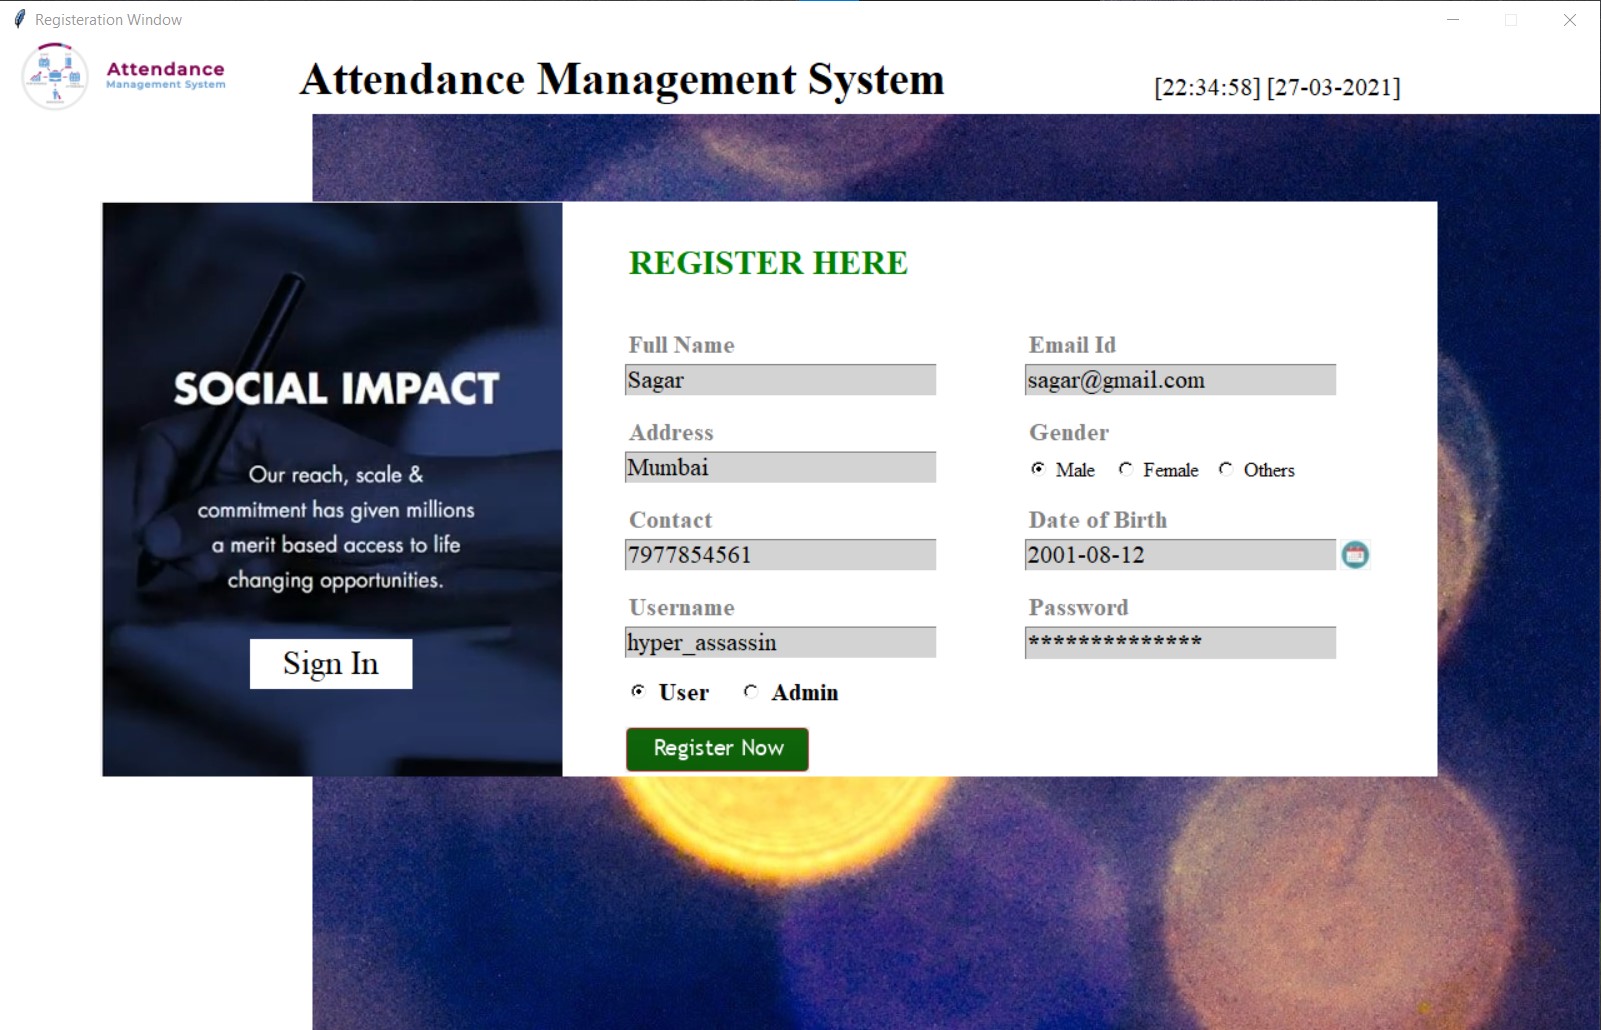 Registeration Window
Attendance
Management System
Attendance Management System
[22:34:58] [27-03-2021]
SOCIAL IMPACT
Our reach, scale &
commitment has given millions
a merit based access to life
changing opportunities.
Sign In
REGISTER HERE
Full Name
Email Id
Sagar
sagar@gmail.com
Address
Gender
Mumbai
Male Female Others
Contact
Date of Birth
7977854561
2001-08-12
Username
Password
hyper_assassin
**************
User Admin
Register Now